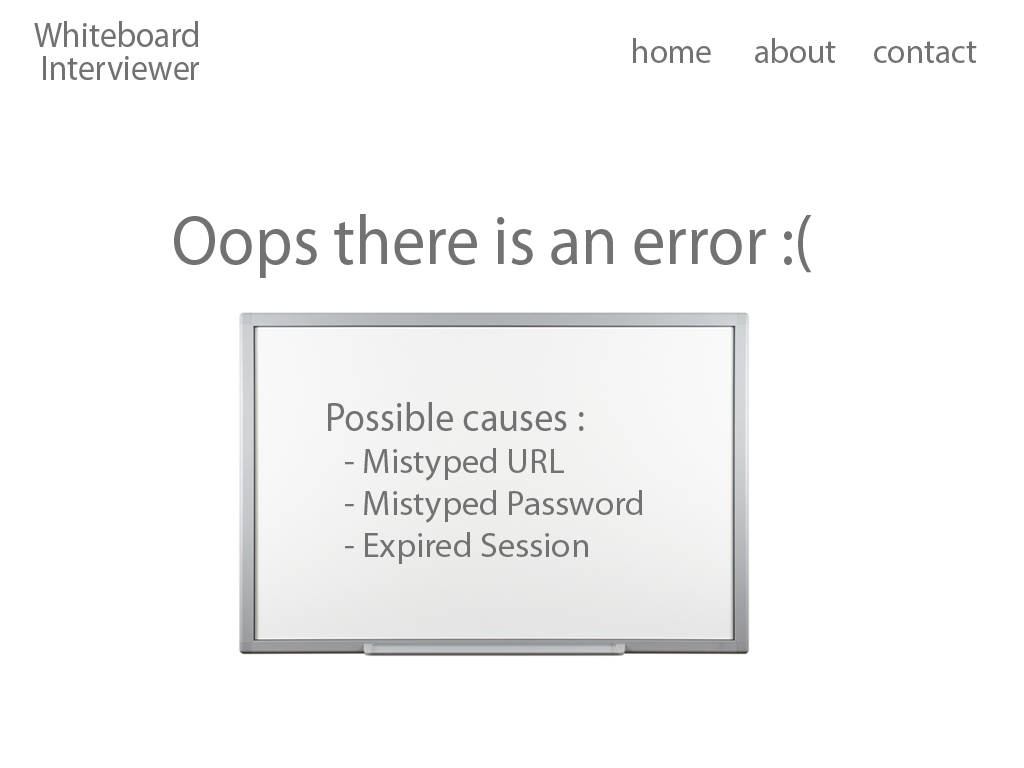 Whiteboard
Interviewer
home about contact
Oops there is an error :(
Possible causes :
- Mistyped URL
- Mistyped Password
- Expired Session